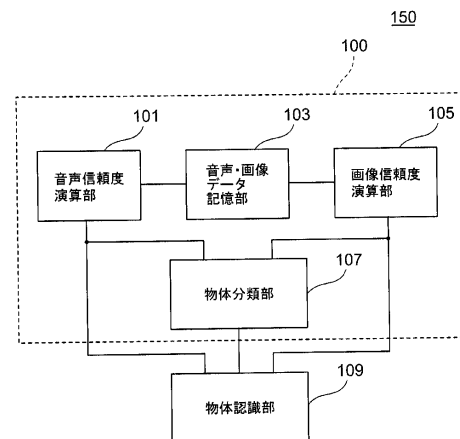 150
100
101
103
105
音声信頼度
演算部
音声・画像
データ
記憶部
画像信頼度
演算部
107
物体分類部
109
物体認識部